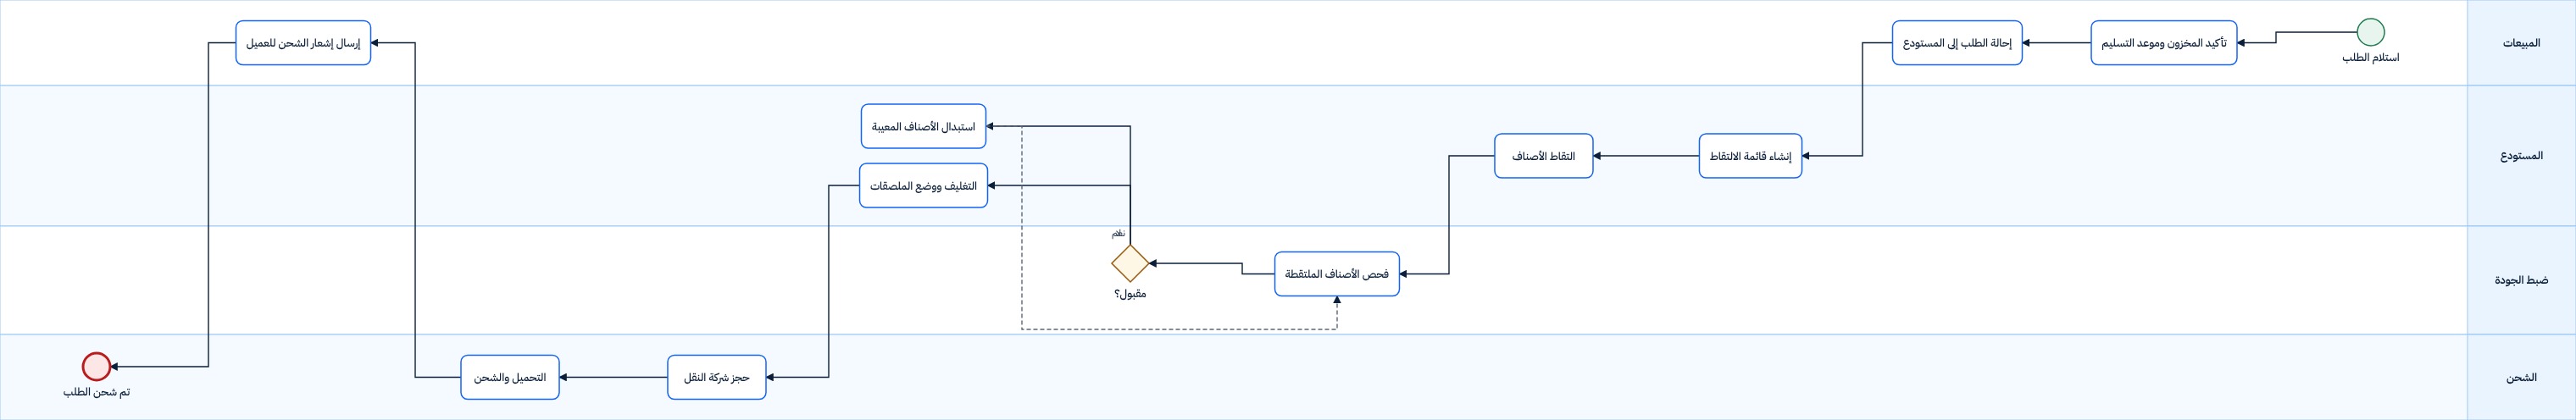 المبيعات
استلام الطلب
تأكيد المخزون وموعد التسليم
إحالة الطلب إلى المستودع
إرسال إشعار الشحن للعميل
المستودع
إنشاء قائمة الالتقاط
التقاط الأصناف
استبدال الأصناف المعيبة
التغليف ووضع الملصقات
ضبط الجودة
فحص الأصناف الملتقطة
مقبول؟
الشحن
حجز شركة النقل
التحميل والشحن
تم شحن الطلب